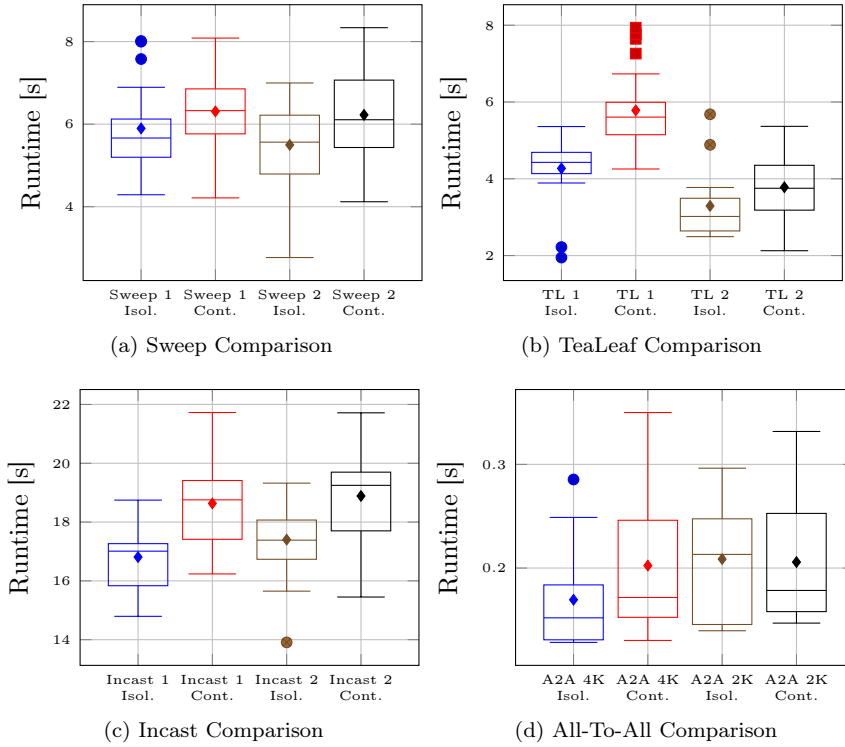 8
6
4
Runtime [s]
Sweep 1 Isol.
Sweep 1 Cont.
Sweep 2 Isol.
Sweep 2 Cont.
(a) Sweep Comparison
8
6
4
2
Runtime [s]
TL 1 Isol.
TL 1 Cont.
TL 2 Isol.
TL 2 Cont.
(b) TeaLeaf Comparison
22
20
18
16
14
Runtime [s]
Incast 1 Isol.
Incast 1 Cont.
Incast 2 Isol.
Incast 2 Cont.
(c) Incast Comparison
0.3
0.2
Runtime [s]
A2A 4K Isol.
A2A 4K Cont.
A2A 2K Isol.
A2A 2K Cont.
(d) All-To-All Comparison